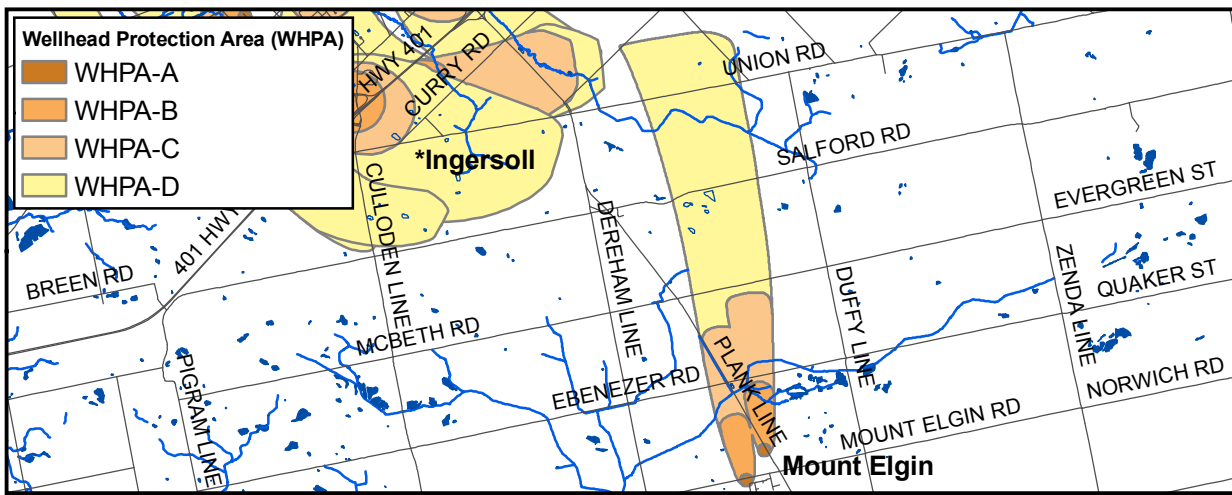 Wellhead Protection Area (WHPA)
WHPA-A
WHPA-B
WHPA-C
WHPA-D
HWY 401
CURRY RD
UNION RD
*Ingersoll
SALFORD RD
CULLODEN LINE
DEREHAM LINE
EVERGREEN ST
401 HWY
BREEN RD
DUFFY LINE
ZENDA LINE
QUAKER ST
MCBETH RD
PIGRAM LINE
PLANK LINE
EBENEZER RD
NORWICH RD
MOUNT ELGIN RD
Mount Elgin